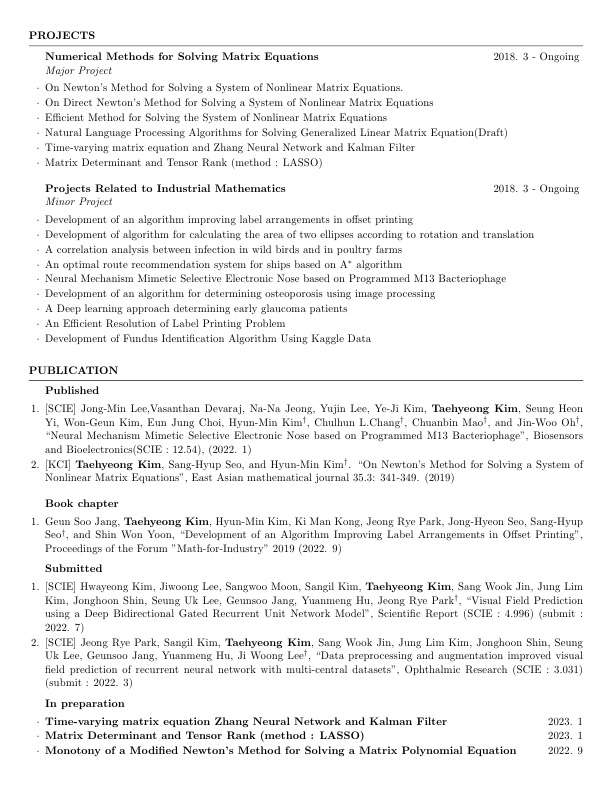 PROJECTS
Numerical Methods for Solving Matrix Equations 2018. 3 - Ongoing
Major Project
· On Newton's Method for Solving a System of Nonlinear Matrix Equations.
· On Direct Newton's Method for Solving a System of Nonlinear Matrix Equations
· Efficient Method for Solving the System of Nonlinear Matrix Equations
· Natural Language Processing Algorithms for Solving Generalized Linear Matrix Equation(Draft)
· Time-varying matrix equation and Zhang Neural Network and Kalman Filter
· Matrix Determinant and Tensor Rank (method : LASSO)
Projects Related to Industrial Mathematics 2018. 3 - Ongoing
Minor Project
· Development of an algorithm improving label arrangements in offset printing
· Development of algorithm for calculating the area of two ellipses according to rotation and translation
· A correlation analysis between infection in wild birds and in poultry farms
· An optimal route recommendation system for ships based on A* algorithm
· Neural Mechanism Mimetic Selective Electronic Nose based on Programmed M13 Bacteriophage
· Development of an algorithm for determining osteoporosis using image processing
· A Deep learning approach determining early glaucoma patients
· An Efficient Resolution of Label Printing Problem
· Development of Fundus Identification Algorithm Using Kaggle Data
PUBLICATION
Published
1. [SCIE] Jong-Min Lee,Vasanthan Devaraj, Na-Na Jeong, Yujin Lee, Ye-Ji Kim, Taehyeong Kim, Seung Heon
Yi, Won-Geun Kim, Eun Jung Choi, Hyun-Min Kim†, Chulhun L.Chang†, Chuanbin Mao†, and Jin-Woo Oh†,
“Neural Mechanism Mimetic Selective Electronic Nose based on Programmed M13 Bacteriophage”, Biosensors
and Bioelectronics(SCIE : 12.54), (2022. 1)
2. [KCI] Taehyeong Kim, Sang-Hyup Seo, and Hyun-Min Kim†. “On Newton's Method for Solving a System of
Nonlinear Matrix Equations”, East Asian mathematical journal 35.3: 341-349. (2019)
Book chapter
1. Geun Soo Jang, Taehyeong Kim, Hyun-Min Kim, Ki Man Kong, Jeong Rye Park, Jong-Hyeon Seo, Sang-Hyup
Seo†, and Shin Won Yoon, “Development of an Algorithm Improving Label Arrangements in Offset Printing”,
Proceedings of the Forum ”Math-for-Industry” 2019 (2022. 9)
Submitted
1. [SCIE] Hwayeong Kim, Jiwoong Lee, Sangwoo Moon, Sangil Kim, Taehyeong Kim, Sang Wook Jin, Jung Lim
Kim, Jonghoon Shin, Seung Uk Lee, Geunsoo Jang, Yuanmeng Hu, Jeong Rye Park†, “Visual Field Prediction
using a Deep Bidirectional Gated Recurrent Unit Network Model”, Scientific Report (SCIE : 4.996) (submit :
2022. 7)
2. [SCIE] Jeong Rye Park, Sangil Kim, Taehyeong Kim, Sang Wook Jin, Jung Lim Kim, Jonghoon Shin, Seung
Uk Lee, Geunsoo Jang, Yuanmeng Hu, Ji Woong Lee†, “Data preprocessing and augmentation improved visual
field prediction of recurrent neural network with multi-central datasets”, Ophthalmic Research (SCIE : 3.031)
(submit : 2022. 3)
In preparation
· Time-varying matrix equation Zhang Neural Network and Kalman Filter 2023. 1
· Matrix Determinant and Tensor Rank (method : LASSO) 2023. 1
· Monotony of a Modified Newton's Method for Solving a Matrix Polynomial Equation 2022. 9